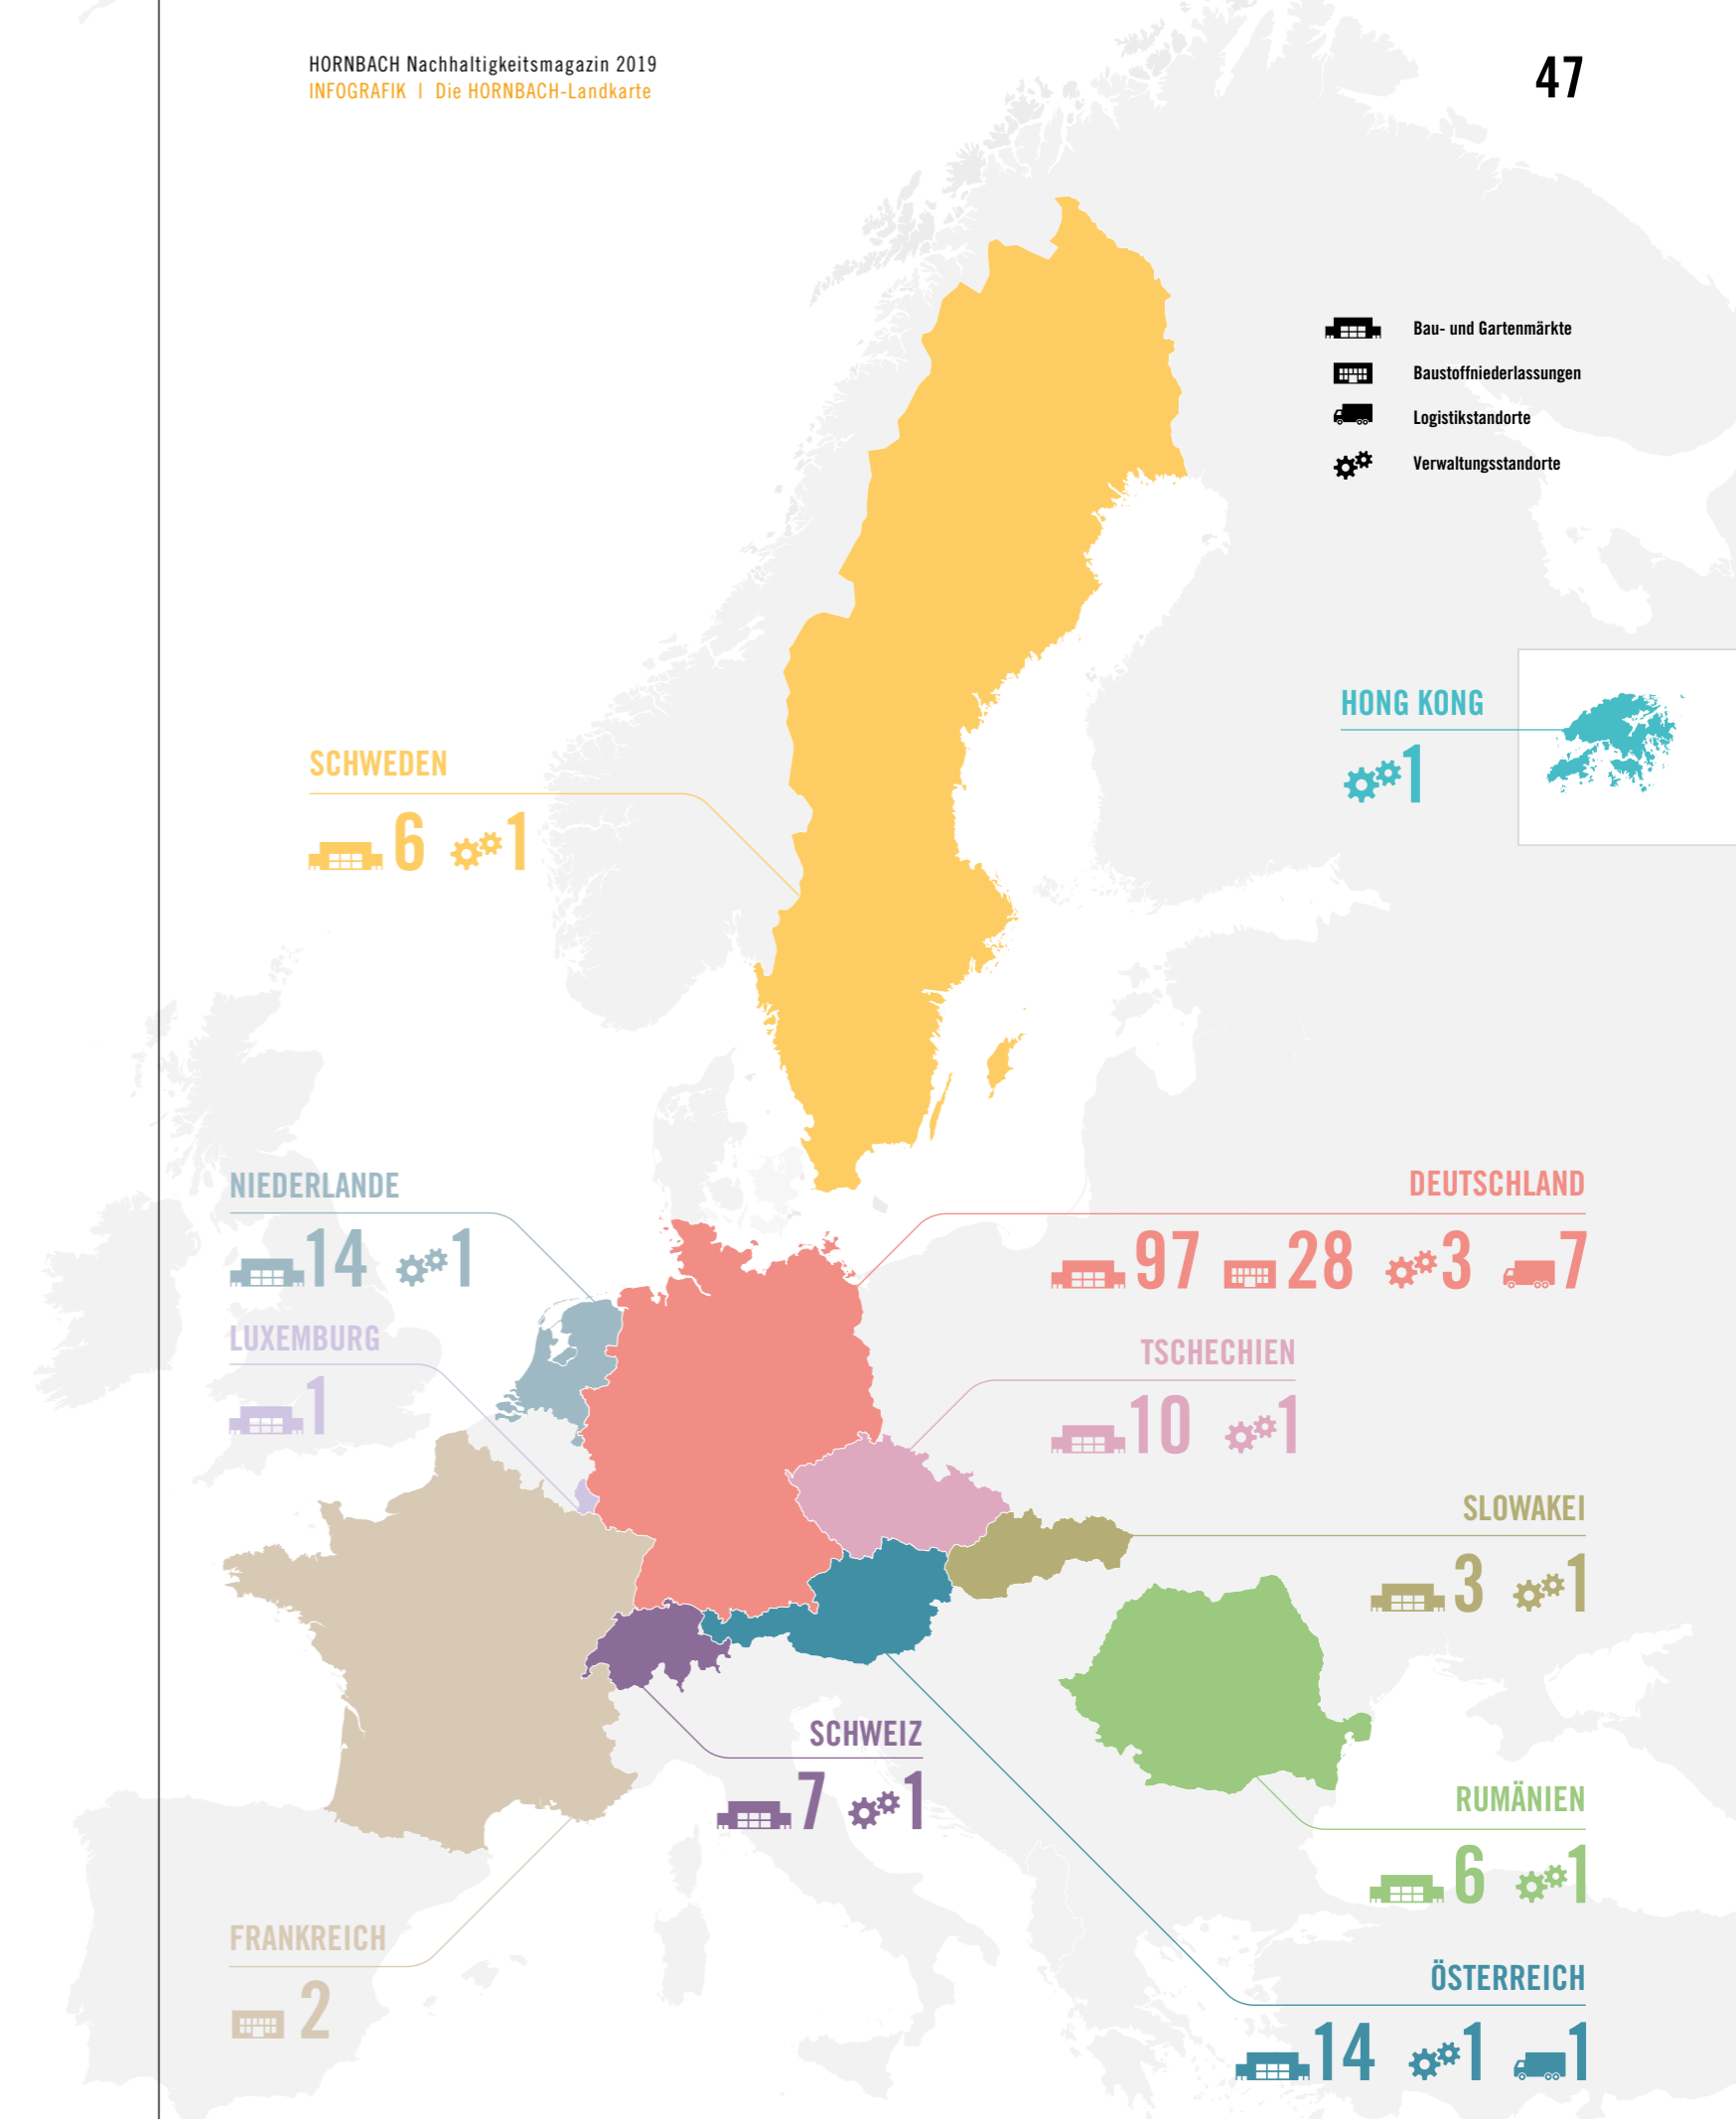 HORNBACH Nachhaltigkeitsmagazin 2019
INFOGRAFIK | Die HORNBACH-Landkarte
47
Bau- und Gartenmärkte
Baustoffniederlassungen
Logistikstandorte
Verwaltungsstandorte
HONG KONG
1
SCHWEDEN
6 1
NIEDERLANDE
14 1
DEUTSCHLAND
97 28 3 7
LUXEMBURG
1
TSCHECHIEN
10 1
SLOWAKEI
3 1
SCHWEIZ
7 1
RUMÄNIEN
6 1
FRANKREICH
2
ÖSTERREICH
14 1 1